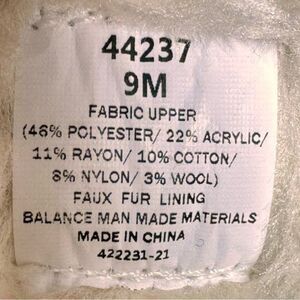 44237
9M
FABRIC UPPER
(46% POLYESTER/ 22% ACRYLIC/
11% RAYON/ 10% COTTON/
8% NYLON/ 3% WOOL)
FAUX FUR LINING
BALANCE MAN MADE MATERIALS
MADE IN CHINA
422231-21